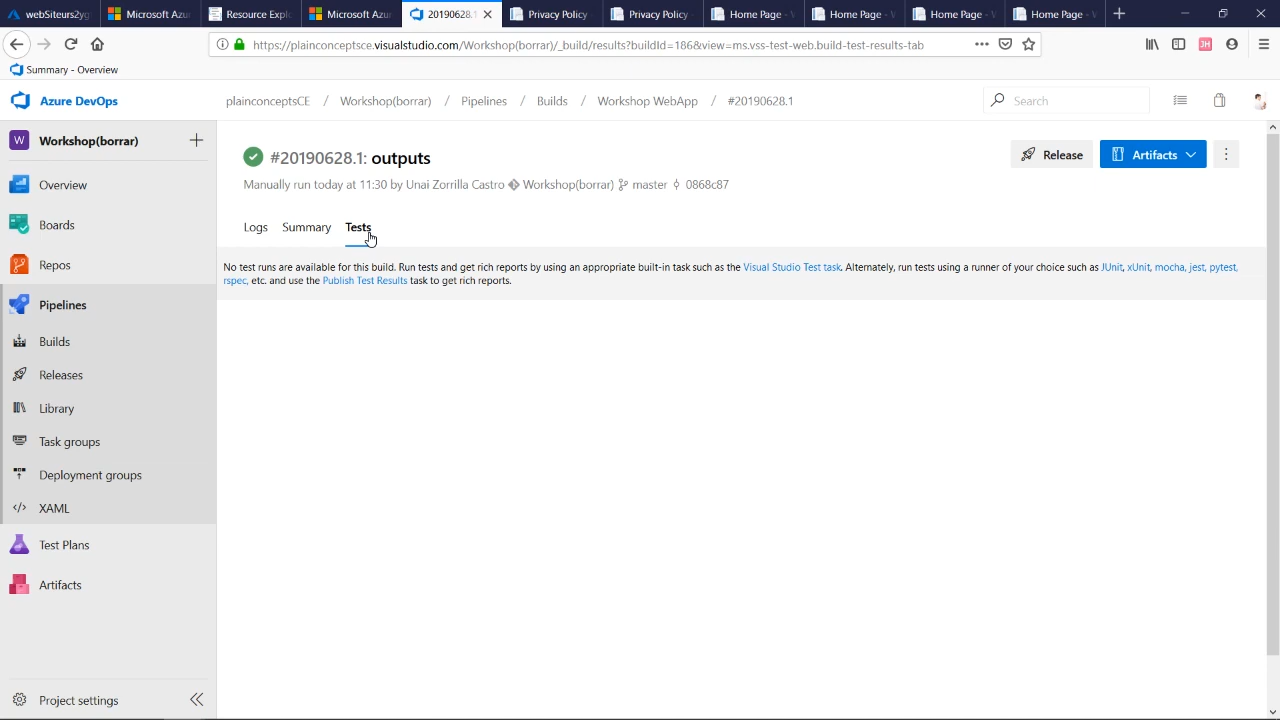 webSiteurs2yg
Microsoft Azu
Resource Explo
Microsoft Azu
20190628.1
Privacy Policy
Privacy Policy
Home Page - V
Home Page - V
Home Page - V
Home Page - V
https://plainconceptsce.visualstudio.com/Workshop(borrar)/_build/results?buildId=186&view=ms.vss-test-web.build-test-results-tab
JH
Summary - Overview
Azure DevOps
plainconceptsCE / Workshop(borrar) / Pipelines / Builds / Workshop WebApp / #20190628.1
Search
W Workshop(borrar)
Overview
Boards
Repos
Pipelines
Builds
Releases
Library
Task groups
Deployment groups
XAML
Test Plans
Artifacts
Project settings
#20190628.1: outputs
Release
Artifacts
Manually run today at 11:30 by Unai Zorrilla Castro Workshop(borrar) master 0868c87
Logs Summary Tests
No test runs are available for this build. Run tests and get rich reports by using an appropriate built-in task such as the Visual Studio Test task. Alternately, run tests using a runner of your choice such as JUnit, xUnit, mocha, jest, pytest,
rspec, etc. and use the Publish Test Results task to get rich reports.